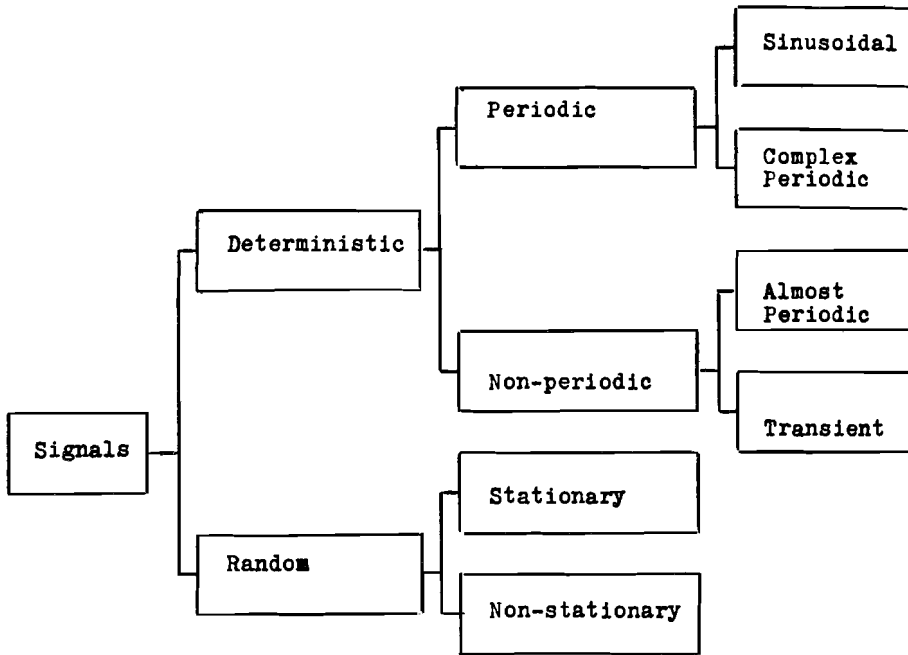 Sinusoidal
Periodic
Complex
Periodic
Deterministic
Almost
Periodic
Non-periodic
Transient
Signals
Stationary
Random
Non-stationary